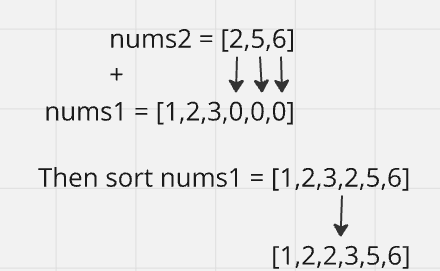 nums2 = [2,5,6]
+
nums1 = [1,2,3,0,0,0]
Then sort nums1 = [1,2,3,2,5,6]
[1,2,2,3,5,6]